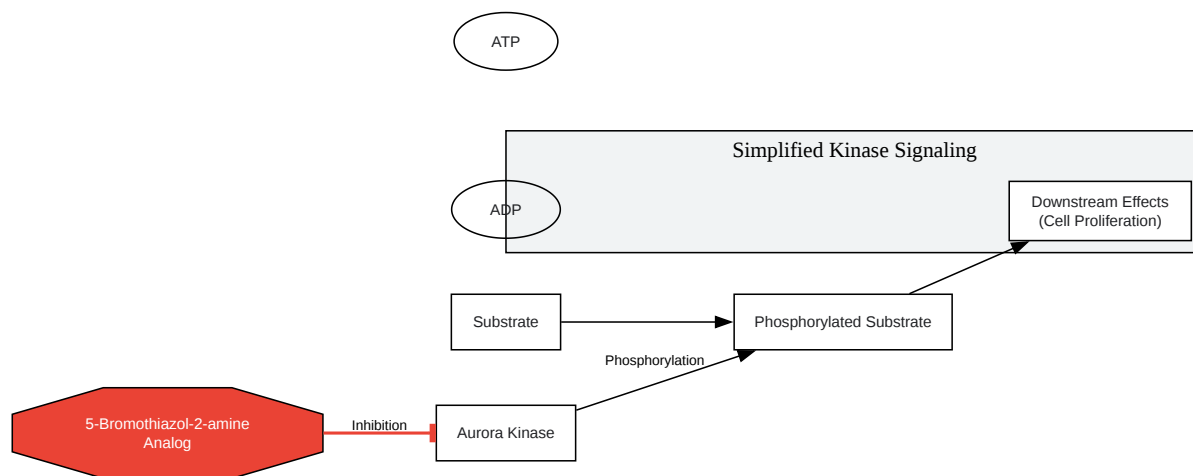 ATP
Simplified Kinase Signaling
ADP
Downstream Effects
(Cell Proliferation)
Substrate
Phosphorylated Substrate
Phosphorylation
5-Bromothiazol-2-amine
Analog
Inhibition
Aurora Kinase